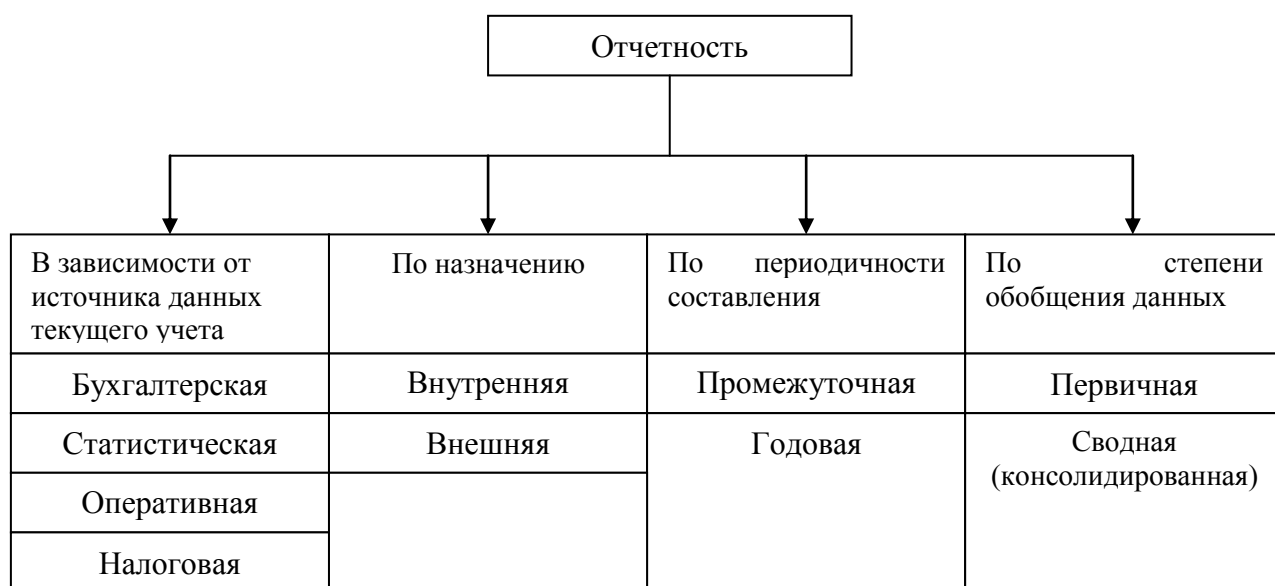 Отчетность
В зависимости от
источника данных
текущего учета
По назначению
По периодичности
составления
По степени
обобщения данных
Бухгалтерская
Внутренняя
Промежуточная
Первичная
Статистическая
Внешняя
Годовая
Сводная
(консолидированная)
Оперативная
Налоговая